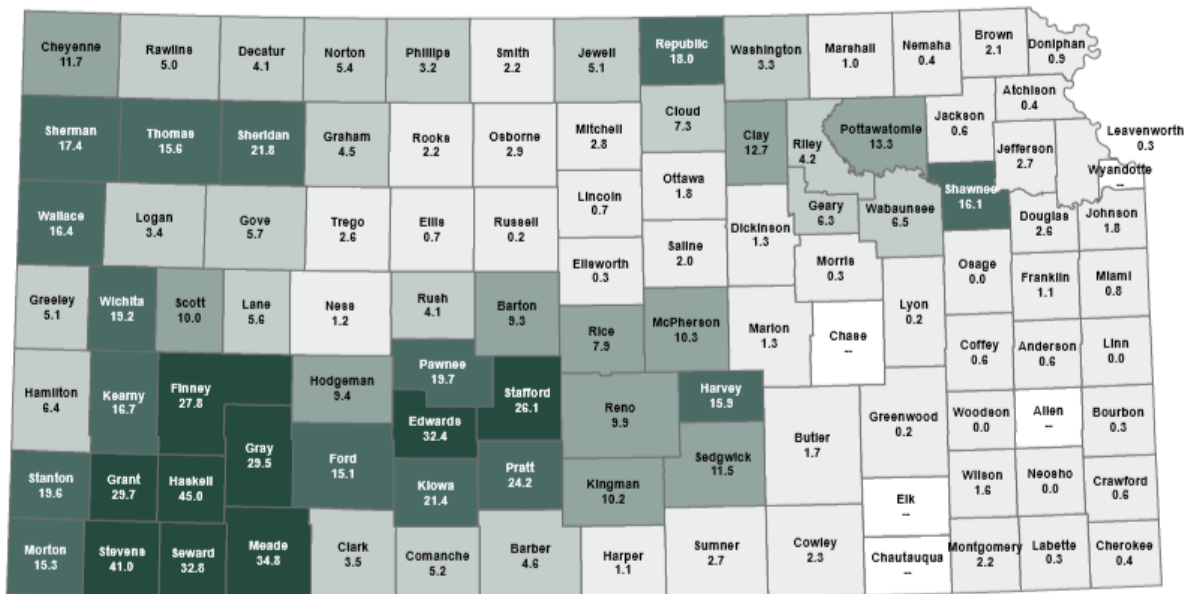 Cheyenne
11.7
Rawlins
5.0
Decatur
4.1
Norton
5.4
Phillips
3.2
Smith
2.2
Jewell
5.1
Republic
18.0
Washington
3.3
Marshall
1.0
Nemaha
0.4
Brown
2.1
Doniphan
0.9
Sherman
17.4
Thomas
15.6
Sheridan
21.8
Graham
4.5
Rooks
2.2
Osborne
2.9
Mitchell
2.8
Cloud
7.3
Clay
12.7
Riley
4.2
Pottawatomie
13.3
Jackson
0.6
Atchison
0.4
Jefferson
2.7
Leavenworth
0.3
Wyandotte
--
Wallace
16.4
Logan
3.4
Gove
5.7
Trego
2.6
Ellis
0.7
Russell
0.2
Lincoln
0.7
Ottawa
1.8
Saline
2.0
Dickinson
1.3
Geary
6.3
Wabaunsee
6.5
Shawnee
16.1
Douglas
2.6
Johnson
1.8
Ellsworth
0.3
Morris
0.3
Osage
0.0
Franklin
1.1
Miami
0.8
Greeley
5.1
Wichita
19.2
Scott
10.0
Lane
5.6
Ness
1.2
Rush
4.1
Barton
9.3
Rice
7.9
McPherson
10.3
Marion
1.3
Chase
--
Lyon
0.2
Coffey
0.6
Anderson
0.6
Linn
0.0
Hamilton
6.4
Kearny
16.7
Finney
27.8
Hodgeman
9.4
Pawnee
19.7
Stafford
26.1
Edwards
32.4
Reno
9.9
Harvey
15.9
Butler
1.7
Greenwood
0.2
Woodson
0.0
Allen
--
Bourbon
0.3
Stanton
19.6
Grant
29.7
Haskell
45.0
Gray
29.5
Ford
15.1
Kiowa
21.4
Pratt
24.2
Kingman
10.2
Sedgwick
11.5
Elk
--
Wilson
1.6
Neosho
0.0
Crawford
0.6
Morton
15.3
Stevens
41.0
Seward
32.8
Meade
34.8
Clark
3.5
Comanche
5.2
Barber
4.6
Harper
1.1
Sumner
2.7
Cowley
2.3
Chautauqua
--
Montgomery
2.2
Labette
0.3
Cherokee
0.4